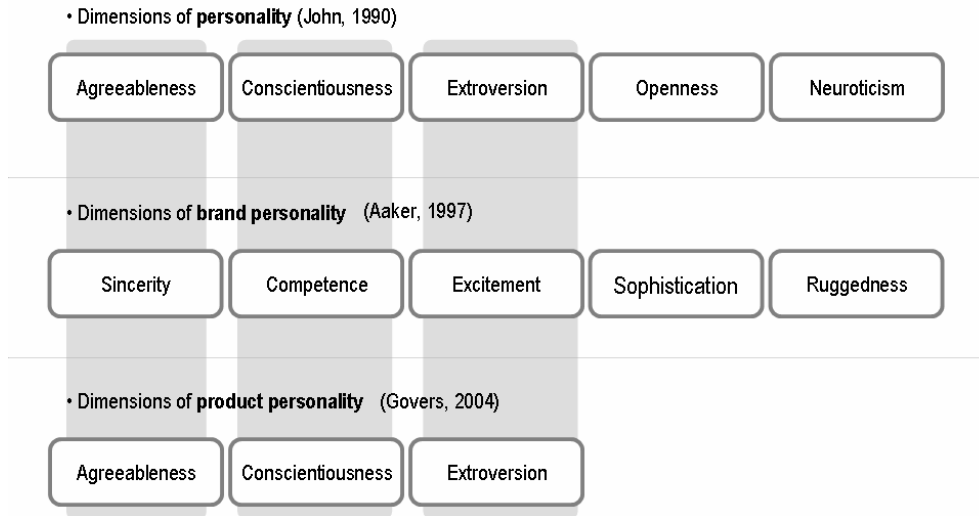 • Dimensions of personality (John, 1990)
Agreeableness Conscientiousness Extroversion Openness Neuroticism
• Dimensions of brand personality (Aaker, 1997)
Sincerity Competence Excitement Sophistication Ruggedness
• Dimensions of product personality (Govers, 2004)
Agreeableness Conscientiousness Extroversion